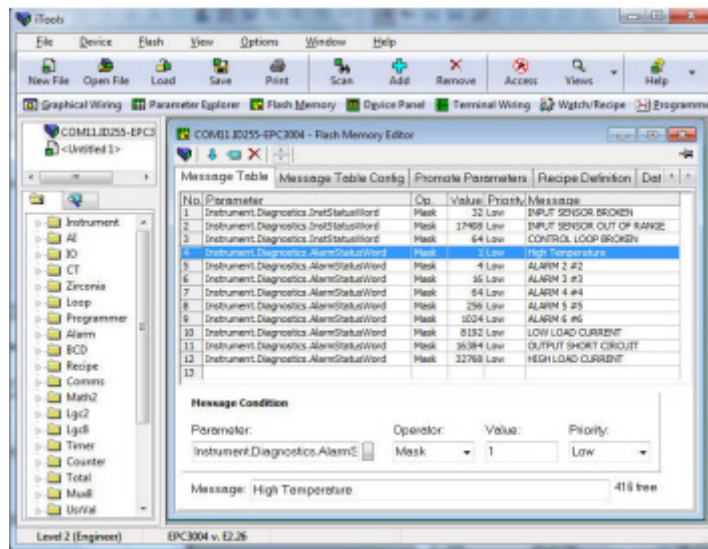 iTools
File Device Flash View Options Window Help
New File Open File Load Save Print Scan Add Remove Access Views Help
Graphical Wiring Parameter Explorer Flash Memory Device Panel Terminal Wiring Watch/Recipe Programme
COM11.ID255-EPC3
<Untitled 1>
COM11.ID255-EPC3004 - Flash Memory Editor
Message Table Message Table Config Promote Parameters Recipe Definition Dat
No. Parameter Op. Value Priority Message
1 Instrument.Diagnostics.InstStatusWord Mask 32 Low INPUT SENSOR BROKEN
2 Instrument.Diagnostics.InstStatusWord Mask 17408 Low INPUT SENSOR OUT OF RANGE
3 Instrument.Diagnostics.InstStatusWord Mask 64 Low CONTROL LOOP BROKEN
4 Instrument.Diagnostics.AlarmStatusWord Mask 1 Low High Temperature
5 Instrument.Diagnostics.AlarmStatusWord Mask 4 Low ALARM 2 #2
6 Instrument.Diagnostics.AlarmStatusWord Mask 16 Low ALARM 3 #3
7 Instrument.Diagnostics.AlarmStatusWord Mask 64 Low ALARM 4 #4
8 Instrument.Diagnostics.AlarmStatusWord Mask 256 Low ALARM 5 #5
9 Instrument.Diagnostics.AlarmStatusWord Mask 1024 Low ALARM 6 #6
10 Instrument.Diagnostics.AlarmStatusWord Mask 8192 Low LOW LOAD CURRENT
11 Instrument.Diagnostics.AlarmStatusWord Mask 16384 Low OUTPUT SHORT CIRCUIT
12 Instrument.Diagnostics.AlarmStatusWord Mask 32768 Low HIGH LOAD CURRENT
13
Instrument
AI
IO
CT
Zirconia
Loop
Programmer
Alarm
BCD
Recipe
Comms
Math2
Lgc2
Lgc8
Timer
Counter
Total
Mux8
UsrVal
Message Condition
Parameter: Operator: Value: Priority:
Instrument.Diagnostics.AlarmS ... Mask 1 Low
Message: High Temperature 416 free
Level 2 (Engineer) EPC3004 v. E2.26